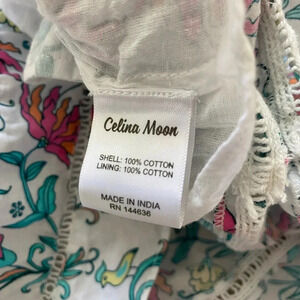 Celina Moon
SHELL: 100% COTTON
LINING: 100% COTTON
MADE IN INDIA
RN 144636